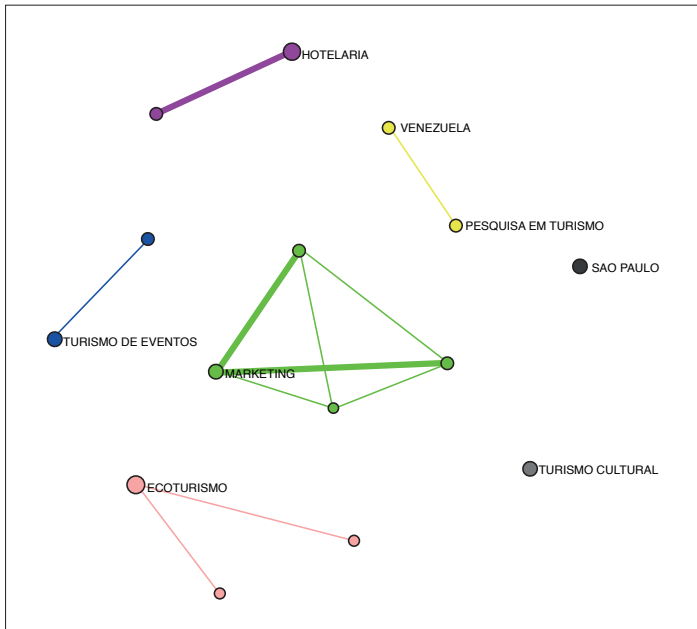 HOTELARIA
VENEZUELA
PESQUISA EM TURISMO
SAO PAULO
TURISMO DE EVENTOS
MARKETING
TURISMO CULTURAL
ECOTURISMO